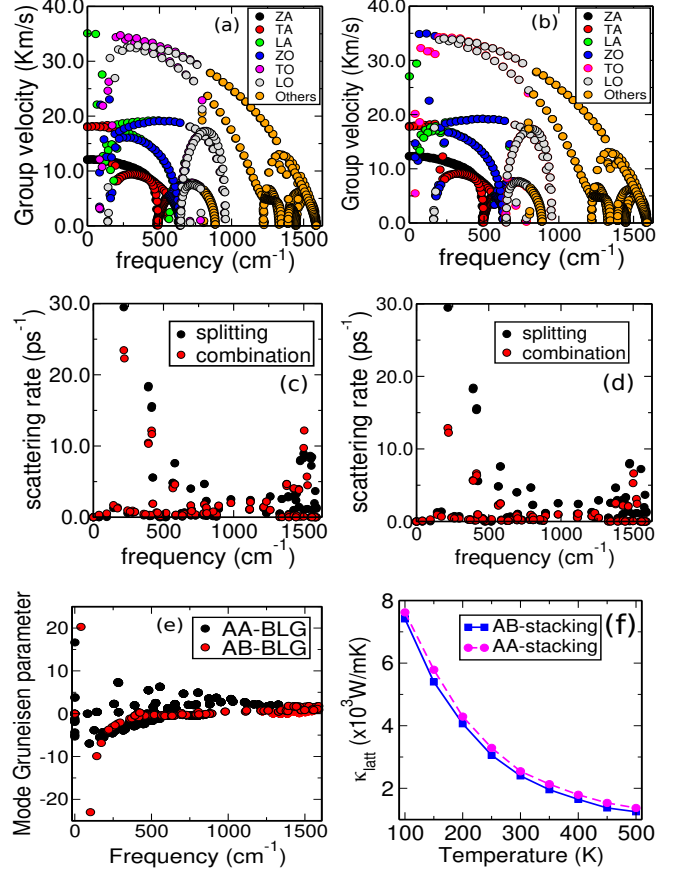 (a)
ZA
TA
LA
ZO
TO
LO
Others
Group velocity (Km/s)
40.0
30.0
20.0
10.0
0.0
0 500 1000 1500
frequency (cm-1)
(b)
ZA
TA
LA
ZO
TO
LO
Others
Group velocity (Km/s)
40.0
30.0
20.0
10.0
0.0
0 500 1000 1500
frequency (cm-1)
splitting
combination
(c)
scattering rate (ps-1)
30.0
20.0
10.0
0.0
0 500 1000 1500
frequency (cm-1)
splitting
combination
(d)
scattering rate (ps-1)
30.0
20.0
10.0
0.0
0 500 1000 1500
frequency (cm-1)
(e)
AA-BLG
AB-BLG
Mode Gruneisen parameter
20
10
0
-10
-20
0 500 1000 1500
Frequency (cm-1)
(f)
AB-stacking
AA-stacking
κlatt (x10³W/mK)
8
6
4
2
100 200 300 400 500
Temperature (K)